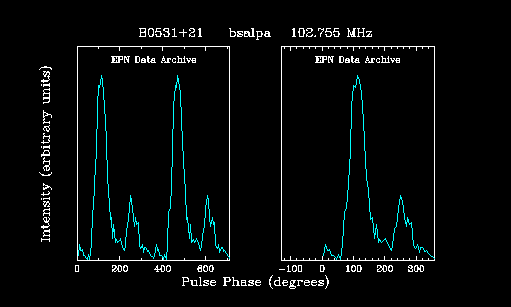 B0531+21 bsalpa 102.755 MHz
EPN Data Archive EPN Data Archive
Intensity (arbitrary units)
0 200 400 600 -100 0 100 200 300
Pulse Phase (degrees)